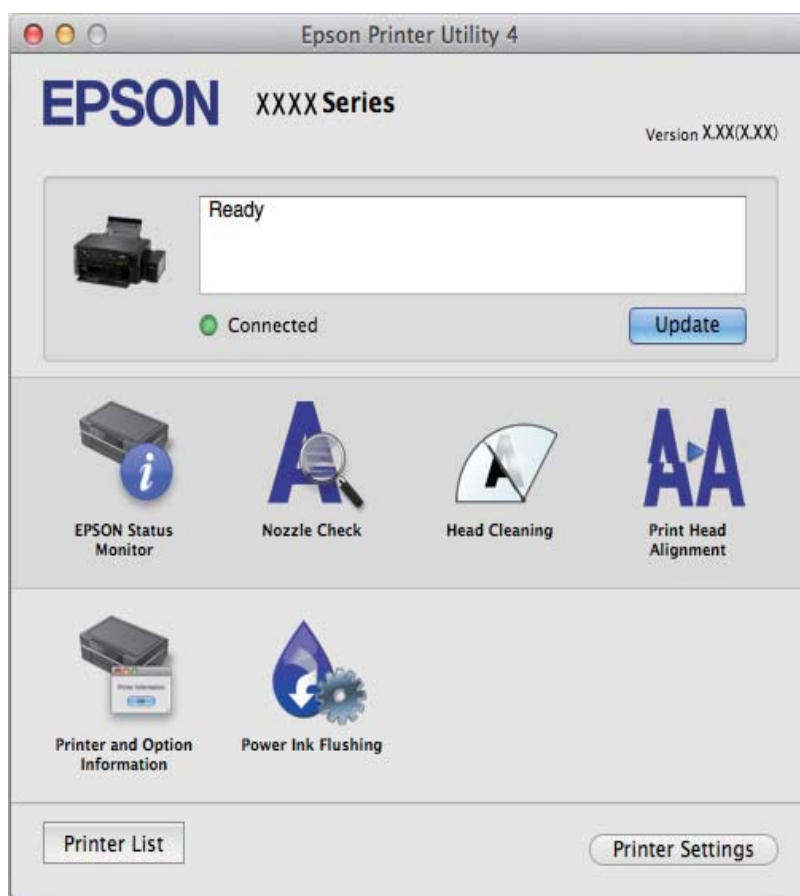 Epson Printer Utility 4
EPSON
XXXX Series
Version X.XX(X.XX)
Ready
Connected
Update
EPSON Status
Monitor
Nozzle Check
Head Cleaning
Print Head
Alignment
Printer and Option
Information
Power Ink Flushing
Printer List
Printer Settings